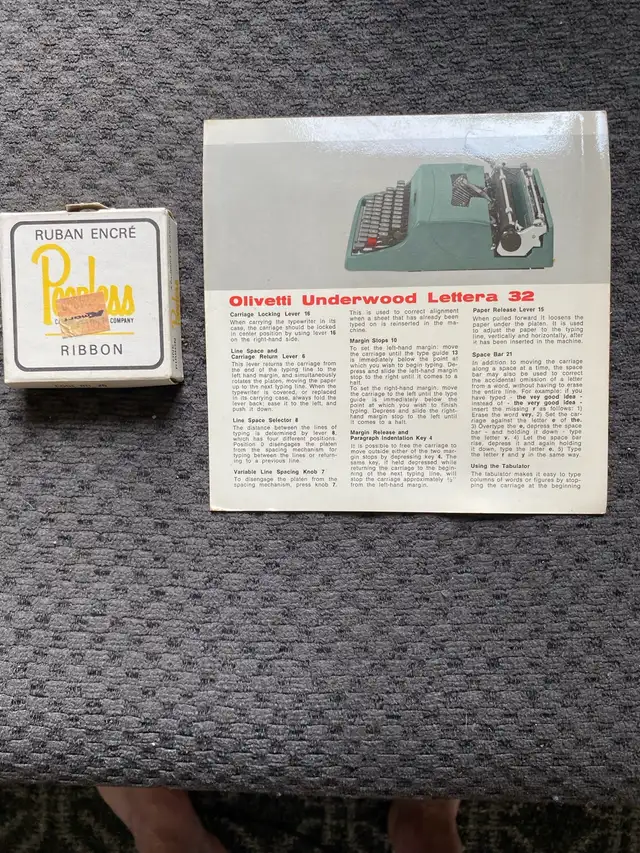 RUBAN ENCRÉ
Peerless
COMPANY
RIBBON
Olivetti Underwood Lettera 32
Carriage Locking Lever 16
When carrying the typewriter in its
case, the carriage should be locked
in center position by using lever 16
on the right-hand side.
Line Space and
Carriage Return Lever 6
This lever returns the carriage from
the end of the typing line to the
left hand margin, and simultaneously
rotates the platen, moving the paper
up to the next typing line. When the
typewriter is covered, or replaced
in its carrying case, always fold the
lever back: ease it to the left, and
push it down.
Line Space Selector 8
The distance between the lines of
typing is determined by lever 8,
which has four different positions.
Position 0 disengages the platen
from the spacing mechanism for
typing between the lines or return-
ing to a previous line.
Variable Line Spacing Knob 7
To disengage the platen from the
spacing mechanism, press knob 7.
This is used to correct alignment
when a sheet that has already been
typed on is reinserted in the ma-
chine.
Margin Stops 10
To set the left-hand margin: move
the carriage until the type guide 13
is immediately below the point at
which you wish to begin typing. De-
press and slide the left-hand margin
stop to the right until it comes to a
halt.
To set the right-hand margin: move
the carriage to the left until the type
guide is immediately below the
point at which you wish to finish
typing. Depress and slide the right-
hand margin stop to the left until
it comes to a halt.
Margin Release and
Paragraph Indentation Key 4
It is possible to free the carriage to
move outside either of the two mar-
gin stops by depressing key 4. The
same key, if held depressed while
returning the carriage to the begin-
ning of the next typing line, will
stop the carriage approximately ½"
from the left-hand margin.
Paper Release Lever 15
When pulled forward it loosens the
paper under the platen. It is used
to adjust the paper to the typing
line, vertically and horizontally, after
it has been inserted in the machine.
Space Bar 21
In addition to moving the carriage
along a space at a time, the space
bar may also be used to correct
the accidental omission of a letter
from a word, without having to erase
the entire line. For example: if you
have typed - the vey good idea -
instead of - the very good idea -
insert the missing r as follows: 1)
Erase the word vey. 2) Set the car-
riage against the letter e of the.
3) Overtype the e, depress the space
bar - and holding it down - type
the letter v. 4) Let the space bar
rise, depress it and again holding
it down, type the letter e. 5) Type
the letter r and y in the same way.
Using the Tabulator
The tabulator makes it easy to type
columns of words or figures by stop-
ping the carriage at the beginning